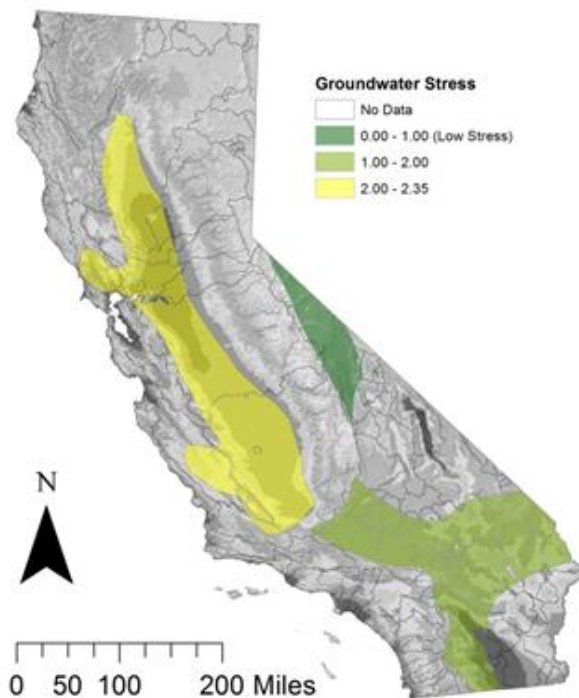 Groundwater Stress
No Data
0.00 - 1.00 (Low Stress)
1.00 - 2.00
2.00 - 2.35
N
0 50 100 200 Miles